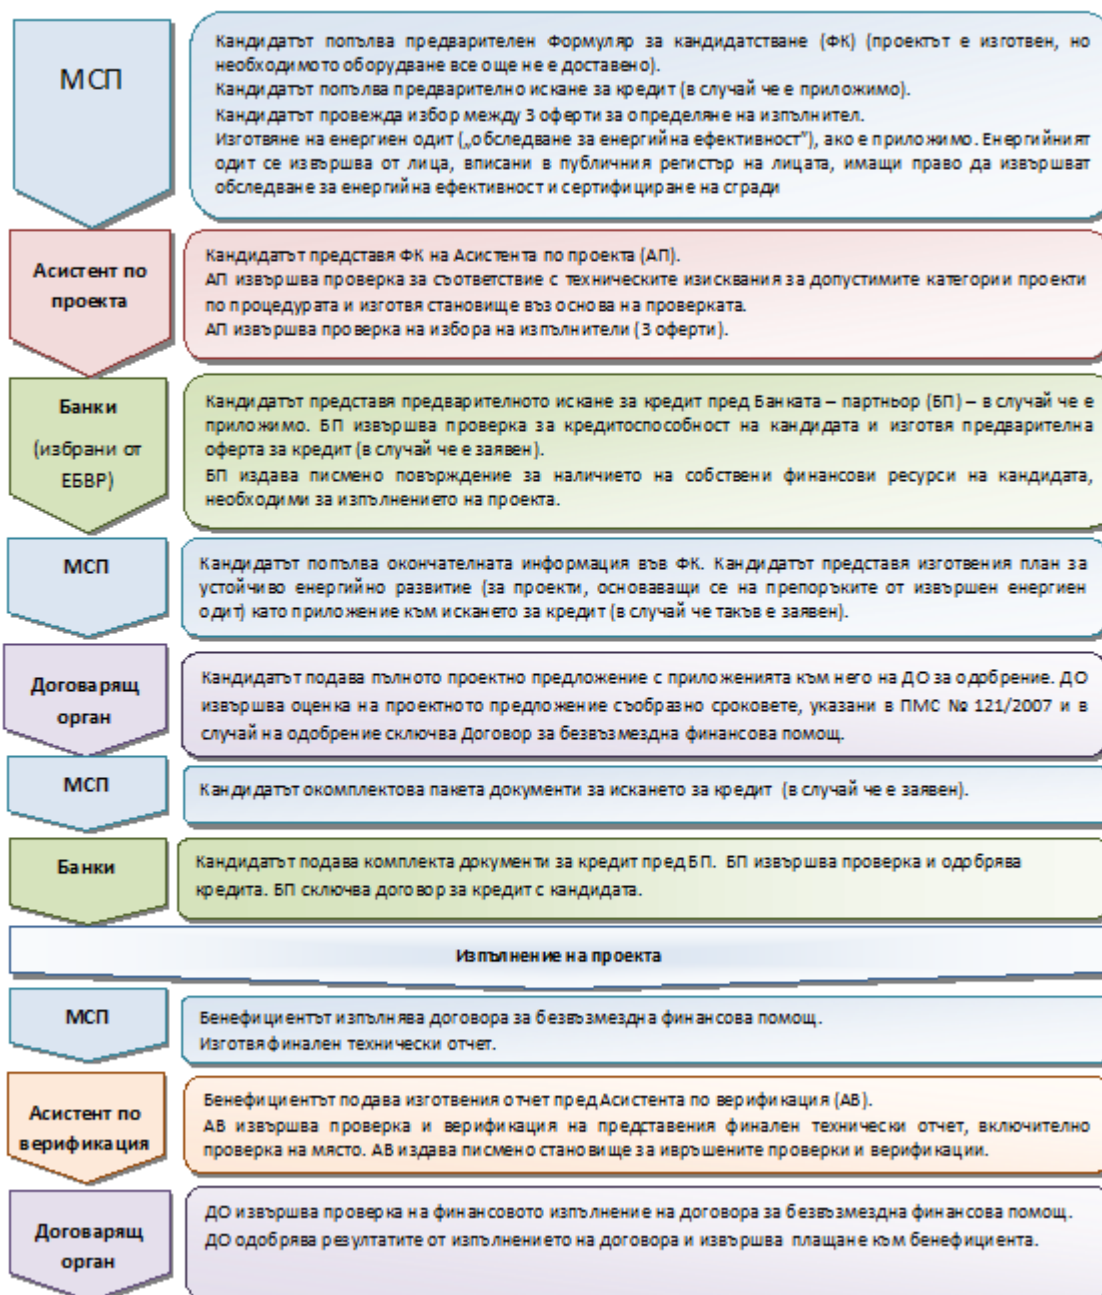 МСП
Кандидатът попълва предварителен Формуляр за кандидатстване (ФК) (проектът е изготвен, но
необходимото оборудване все още не е доставено).
Кандидатът попълва предварително искане за кредит (в случай че е приложимо).
Кандидатът провежда избор между 3 оферти за определяне на изпълнител.
Изготвяне на енергиен одит („обследване за енергийна ефективност”), ако е приложимо. Енергийният
одит се извършва от лица, вписани в публичния регистър на лицата, имащи право да извършват
обследване за енергийна ефективност и сертифициране на сгради
Асистент по
проекта
Кандидатът представя ФК на Асистента по проекта (АП).
АП извършва проверка за съответствие с техническите изисквания за допустимите категории проекти
по процедурата и изготвя становище въз основа на проверката.
АП извършва проверка на избора на изпълнители (3 оферти).
Банки
(избрани от
ЕБВР)
Кандидатът представя предварителното искане за кредит пред Банката – партньор (БП) – в случай че е
приложимо. БП извършва проверка за кредитоспособност на кандидата и изготвя предварителна
оферта за кредит (в случай че е заявен).
БП издава писмено повърждение за наличието на собствени финансови ресурси на кандидата,
необходими за изпълнението на проекта.
МСП
Кандидатът попълва окончателната информация във ФК. Кандидатът представя изготвения план за
устойчиво енергийно развитие (за проекти, основаващи се на препоръките от извършен енергиен
одит) като приложение към искането за кредит (в случай че такъв е заявен).
Договарящ
орган
Кандидатът подава пълното проектно предложение с приложенията към него на ДО за одобрение. ДО
извършва оценка на проектното предложение съобразно сроковете, указани в ПМС № 121/2007 и в
случай на одобрение сключва Договор за безвъзмездна финансова помощ.
МСП
Кандидатът окомплектова пакета документи за искането за кредит (в случай че е заявен).
Банки
Кандидатът подава комплекта документи за кредит пред БП. БП извършва проверка и одобрява
кредита. БП сключва договор за кредит с кандидата.
Изпълнение на проекта
МСП
Бенефициентът изпълнява договора за безвъзмездна финансова помощ.
Изготвя финален технически отчет.
Асистент по
верификация
Бенефициентът подава изготвения отчет пред Асистента по верификация (АВ).
АВ извършва проверка и верификация на представения финален технически отчет, включително
проверка на място. АВ издава писмено становище за ивръшените проверки и верификации.
Договарящ
орган
ДО извършва проверка на финансовото изпълнение на договора за безвъзмездна финансова помощ.
ДО одобрява резултатите от изпълнението на договора и извършва плащане към бенефициента.